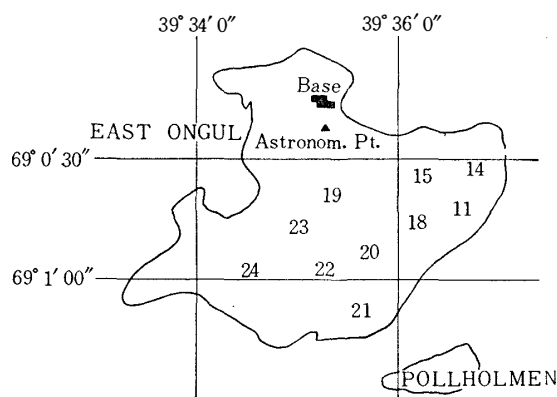 39° 34′ 0″ 39° 36′ 0″
Base
EAST ONGUL
Astronom. Pt.
69° 0′ 30″
14
15
19
11
18
23
20
24
22
69° 1′ 00″
21
POLLHOLMEN